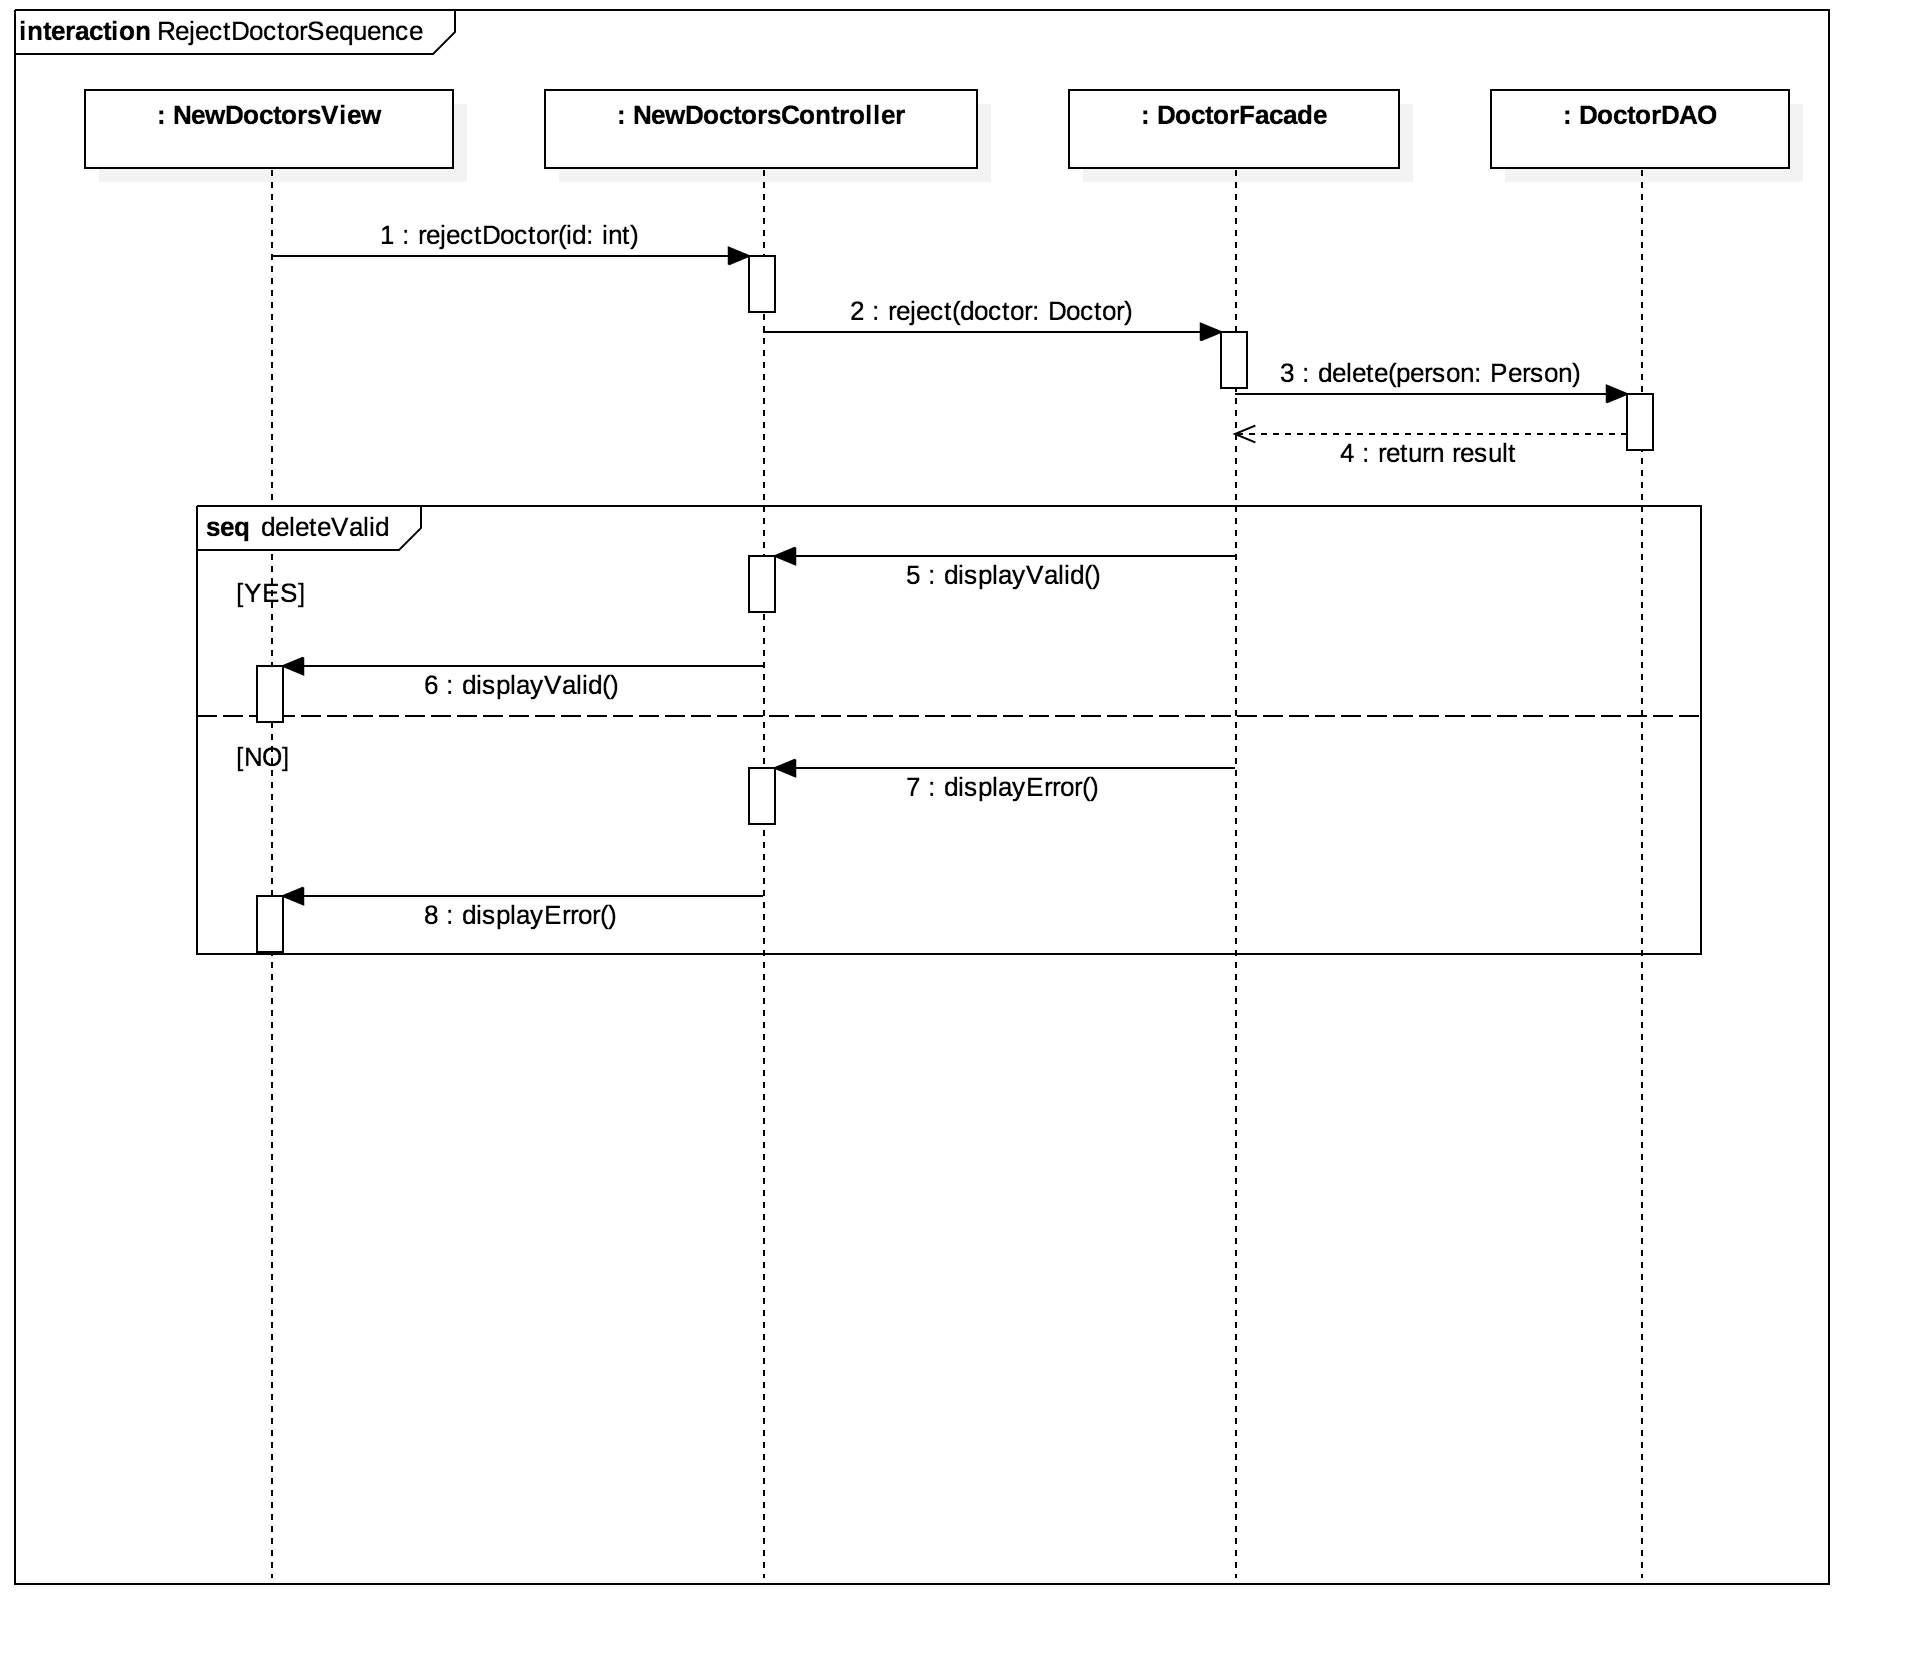 interaction RejectDoctorSequence
: NewDoctorsView
: NewDoctorsController
: DoctorFacade
: DoctorDAO
1 : rejectDoctor(id: int)
2 : reject(doctor: Doctor)
3 : delete(person: Person)
4 : return result
seq deleteValid
5 : displayValid()
[YES]
6 : displayValid()
[NO]
7 : displayError()
8 : displayError()